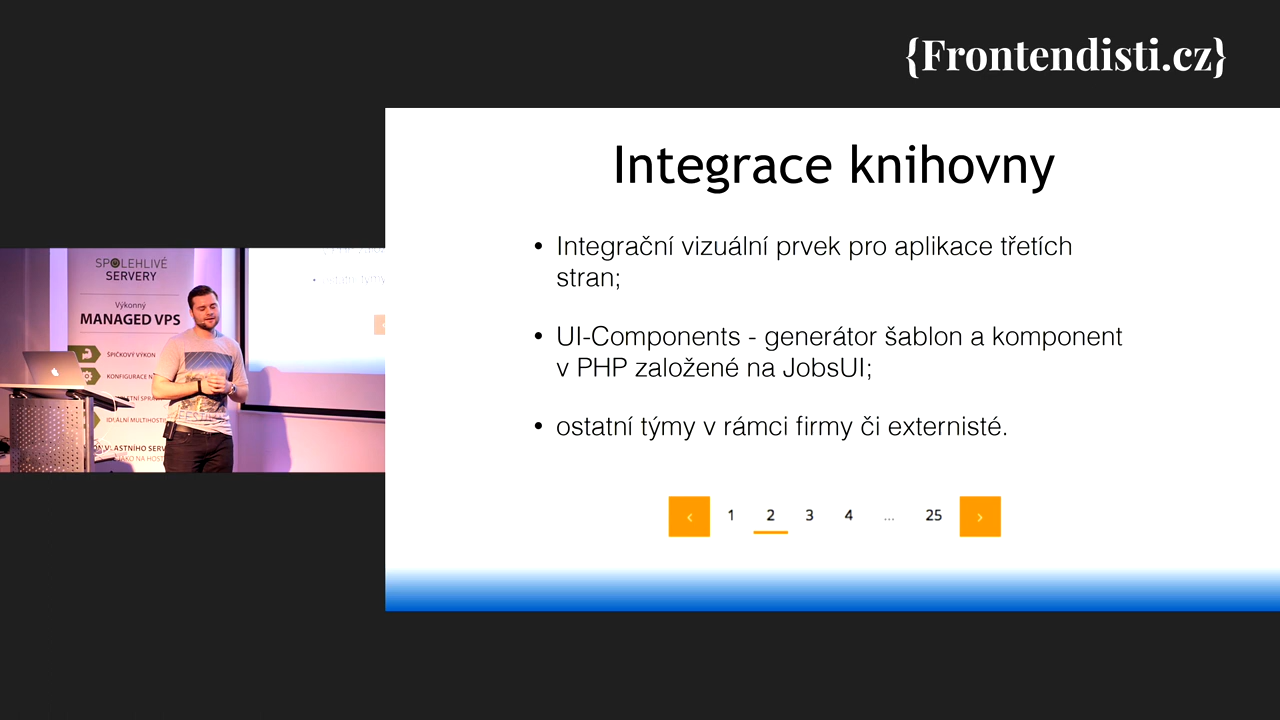 {Frontendisti.cz}
Integrace knihovny
• Integrační vizuální prvek pro aplikace třetích
stran;
• UI-Components - generátor šablon a komponent
v PHP založené na JobsUI;
• ostatní týmy v rámci firmy či externisté.
‹ 1 2 3 4 ... 25 ›
SPOLEHLIVÉ
SERVERY
Výkonný
MANAGED VPS
ŠPIČKOVÝ VÝKON
KONFIGURACE